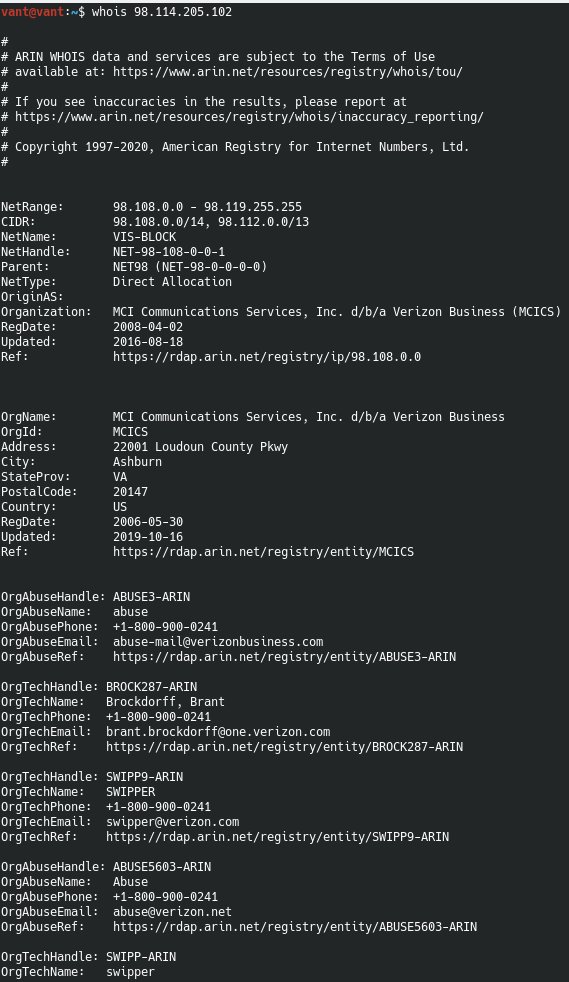 vant@vant:~$ whois 98.114.205.102
#
# ARIN WHOIS data and services are subject to the Terms of Use
# available at: https://www.arin.net/resources/registry/whois/tou/
#
# If you see inaccuracies in the results, please report at
# https://www.arin.net/resources/registry/whois/inaccuracy_reporting/
#
# Copyright 1997-2020, American Registry for Internet Numbers, Ltd.
#
NetRange:       98.108.0.0 - 98.119.255.255
CIDR:           98.108.0.0/14, 98.112.0.0/13
NetName:        VIS-BLOCK
NetHandle:      NET-98-108-0-0-1
Parent:         NET98 (NET-98-0-0-0-0)
NetType:        Direct Allocation
OriginAS:
Organization:   MCI Communications Services, Inc. d/b/a Verizon Business (MCICS)
RegDate:        2008-04-02
Updated:        2016-08-18
Ref:            https://rdap.arin.net/registry/ip/98.108.0.0
OrgName:        MCI Communications Services, Inc. d/b/a Verizon Business
OrgId:          MCICS
Address:        22001 Loudoun County Pkwy
City:           Ashburn
StateProv:      VA
PostalCode:     20147
Country:        US
RegDate:        2006-05-30
Updated:        2019-10-16
Ref:            https://rdap.arin.net/registry/entity/MCICS
OrgAbuseHandle: ABUSE3-ARIN
OrgAbuseName:   abuse
OrgAbusePhone:  +1-800-900-0241
OrgAbuseEmail:  abuse-mail@verizonbusiness.com
OrgAbuseRef:    https://rdap.arin.net/registry/entity/ABUSE3-ARIN
OrgTechHandle: BROCK287-ARIN
OrgTechName:   Brockdorff, Brant
OrgTechPhone:  +1-800-900-0241
OrgTechEmail:  brant.brockdorff@one.verizon.com
OrgTechRef:    https://rdap.arin.net/registry/entity/BROCK287-ARIN
OrgTechHandle: SWIPP9-ARIN
OrgTechName:   SWIPPER
OrgTechPhone:  +1-800-900-0241
OrgTechEmail:  swipper@verizon.com
OrgTechRef:    https://rdap.arin.net/registry/entity/SWIPP9-ARIN
OrgAbuseHandle: ABUSE5603-ARIN
OrgAbuseName:   Abuse
OrgAbusePhone:  +1-800-900-0241
OrgAbuseEmail:  abuse@verizon.net
OrgAbuseRef:    https://rdap.arin.net/registry/entity/ABUSE5603-ARIN
OrgTechHandle: SWIPP-ARIN
OrgTechName:   swipper